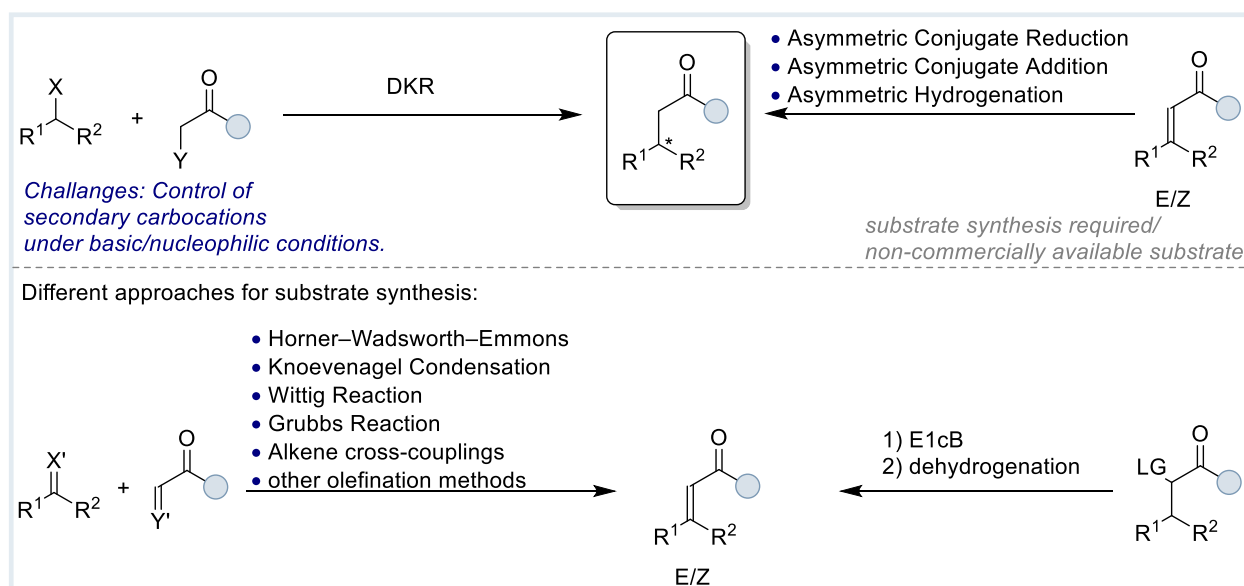 X
R1
R2
+
O
Y
DKR
O
R1
*
R2
• Asymmetric Conjugate Reduction
• Asymmetric Conjugate Addition
• Asymmetric Hydrogenation
O
R1
R2
E/Z
Challanges: Control of
secondary carbocations
under basic/nucleophilic conditions.
substrate synthesis required/
non-commercially available substrate
Different approaches for substrate synthesis:
• Horner–Wadsworth–Emmons
• Knoevenagel Condensation
• Wittig Reaction
• Grubbs Reaction
• Alkene cross-couplings
• other olefination methods
X'
R1
R2
+
O
Y'
O
R1
R2
E/Z
1) E1cB
2) dehydrogenation
LG
O
R1
R2